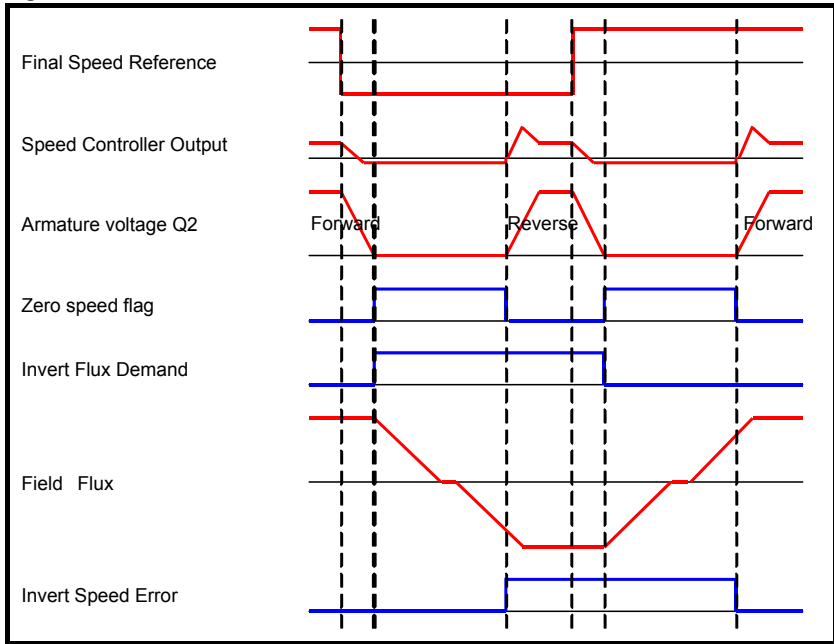 Final Speed Reference
Speed Controller Output
Armature voltage Q2
Forward
Reverse
Forward
Zero speed flag
Invert Flux Demand
Field Flux
Invert Speed Error